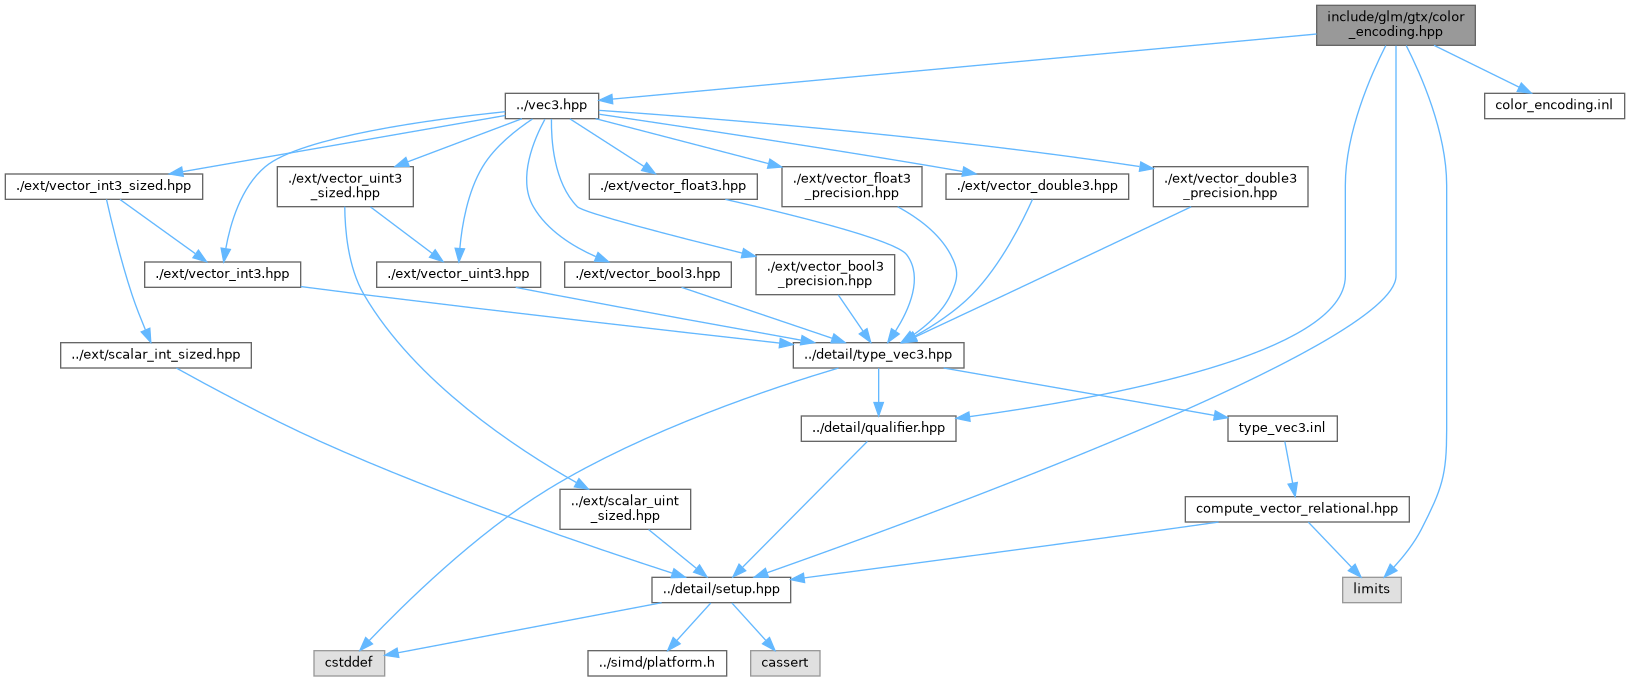 include/glm/gtx/color
_encoding.hpp
../vec3.hpp
color_encoding.inl
./ext/vector_int3_sized.hpp
./ext/vector_uint3
_sized.hpp
./ext/vector_float3.hpp
./ext/vector_float3
_precision.hpp
./ext/vector_double3.hpp
./ext/vector_double3
_precision.hpp
./ext/vector_int3.hpp
./ext/vector_uint3.hpp
./ext/vector_bool3.hpp
./ext/vector_bool3
_precision.hpp
../ext/scalar_int_sized.hpp
../detail/type_vec3.hpp
../detail/qualifier.hpp
type_vec3.inl
../ext/scalar_uint
_sized.hpp
compute_vector_relational.hpp
../detail/setup.hpp
limits
cstddef
../simd/platform.h
cassert